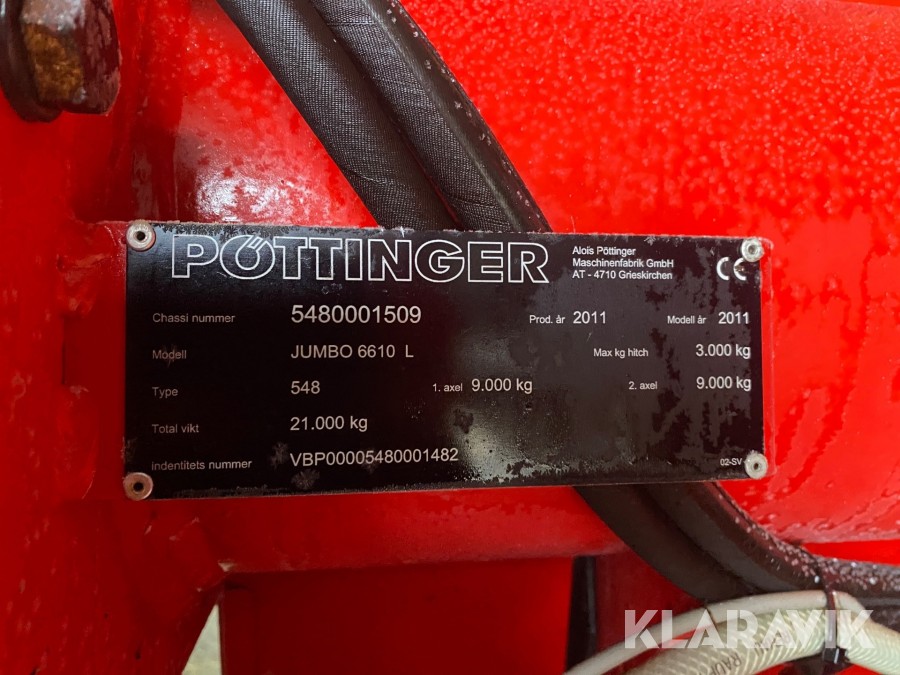 PÖTTINGER
Alois Pöttinger
Maschinenfabrik GmbH
AT - 4710 Grieskirchen
CE
Chassi nummer 5480001509 Prod. år 2011 Modell år 2011
Modell JUMBO 6610 L Max kg hitch 3.000 kg
Type 548 1. axel 9.000 kg 2. axel 9.000 kg
Total vikt 21.000 kg
Indentitets nummer VBP00005480001482
02-SV
KLARAVIK